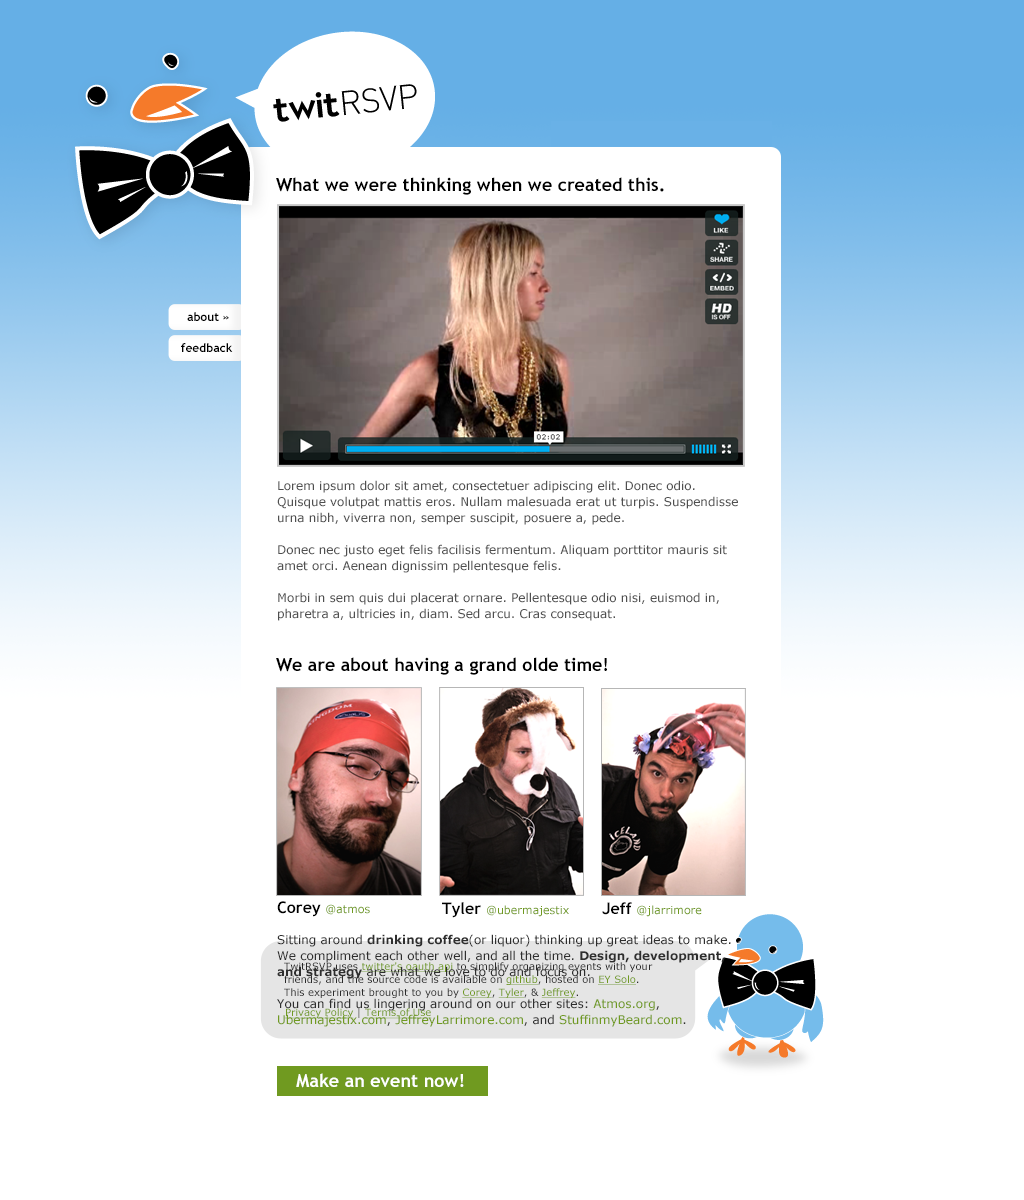 twitRSVP
What we were thinking when we created this.
LIKE
SHARE
EMBED
HD
IS OFF
about »
feedback
02:02
Lorem ipsum dolor sit amet, consectetuer adipiscing elit. Donec odio.
Quisque volutpat mattis eros. Nullam malesuada erat ut turpis. Suspendisse
urna nibh, viverra non, semper suscipit, posuere a, pede.
Donec nec justo eget felis facilisis fermentum. Aliquam porttitor mauris sit
amet orci. Aenean dignissim pellentesque felis.
Morbi in sem quis dui placerat ornare. Pellentesque odio nisi, euismod in,
pharetra a, ultricies in, diam. Sed arcu. Cras consequat.
We are about having a grand olde time!
KINGDOM
ICELAND
Corey @atmos
Tyler @ubermajestix
Jeff @jlarrimore
Sitting around drinking coffee(or liquor) thinking up great ideas to make.
We compliment each other well, and all the time. Design, development
and strategy are what we love to do and focus on.
You can find us lingering around on our other sites: Atmos.org,
Ubermajestix.com, JeffreyLarrimore.com, and StuffinmyBeard.com.
TwitRSVP uses twitter's oauth api to simplify organizing events with your
friends, and the source code is available on github, hosted on EY Solo.
This experiment brought to you by Corey, Tyler, & Jeffrey.
Privacy Policy | Terms of Use
Make an event now!